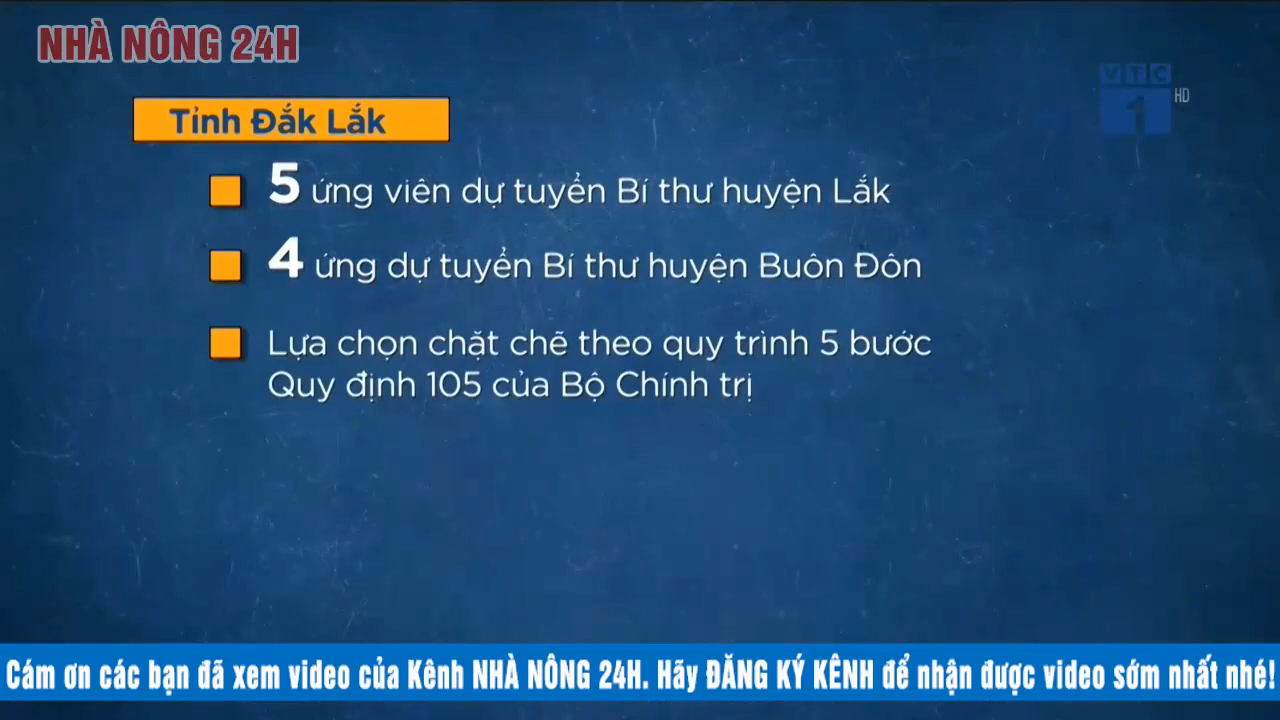 NHÀ NÔNG 24H
VTC
1 HD
Tỉnh Đắk Lắk
5 ứng viên dự tuyển Bí thư huyện Lắk
4 ứng dự tuyển Bí thư huyện Buôn Đôn
Lựa chọn chặt chẽ theo quy trình 5 bước
Quy định 105 của Bộ Chính trị
Cám ơn các bạn đã xem video của Kênh NHÀ NÔNG 24H. Hãy ĐĂNG KÝ KÊNH để nhận được video sớm nhất nhé!